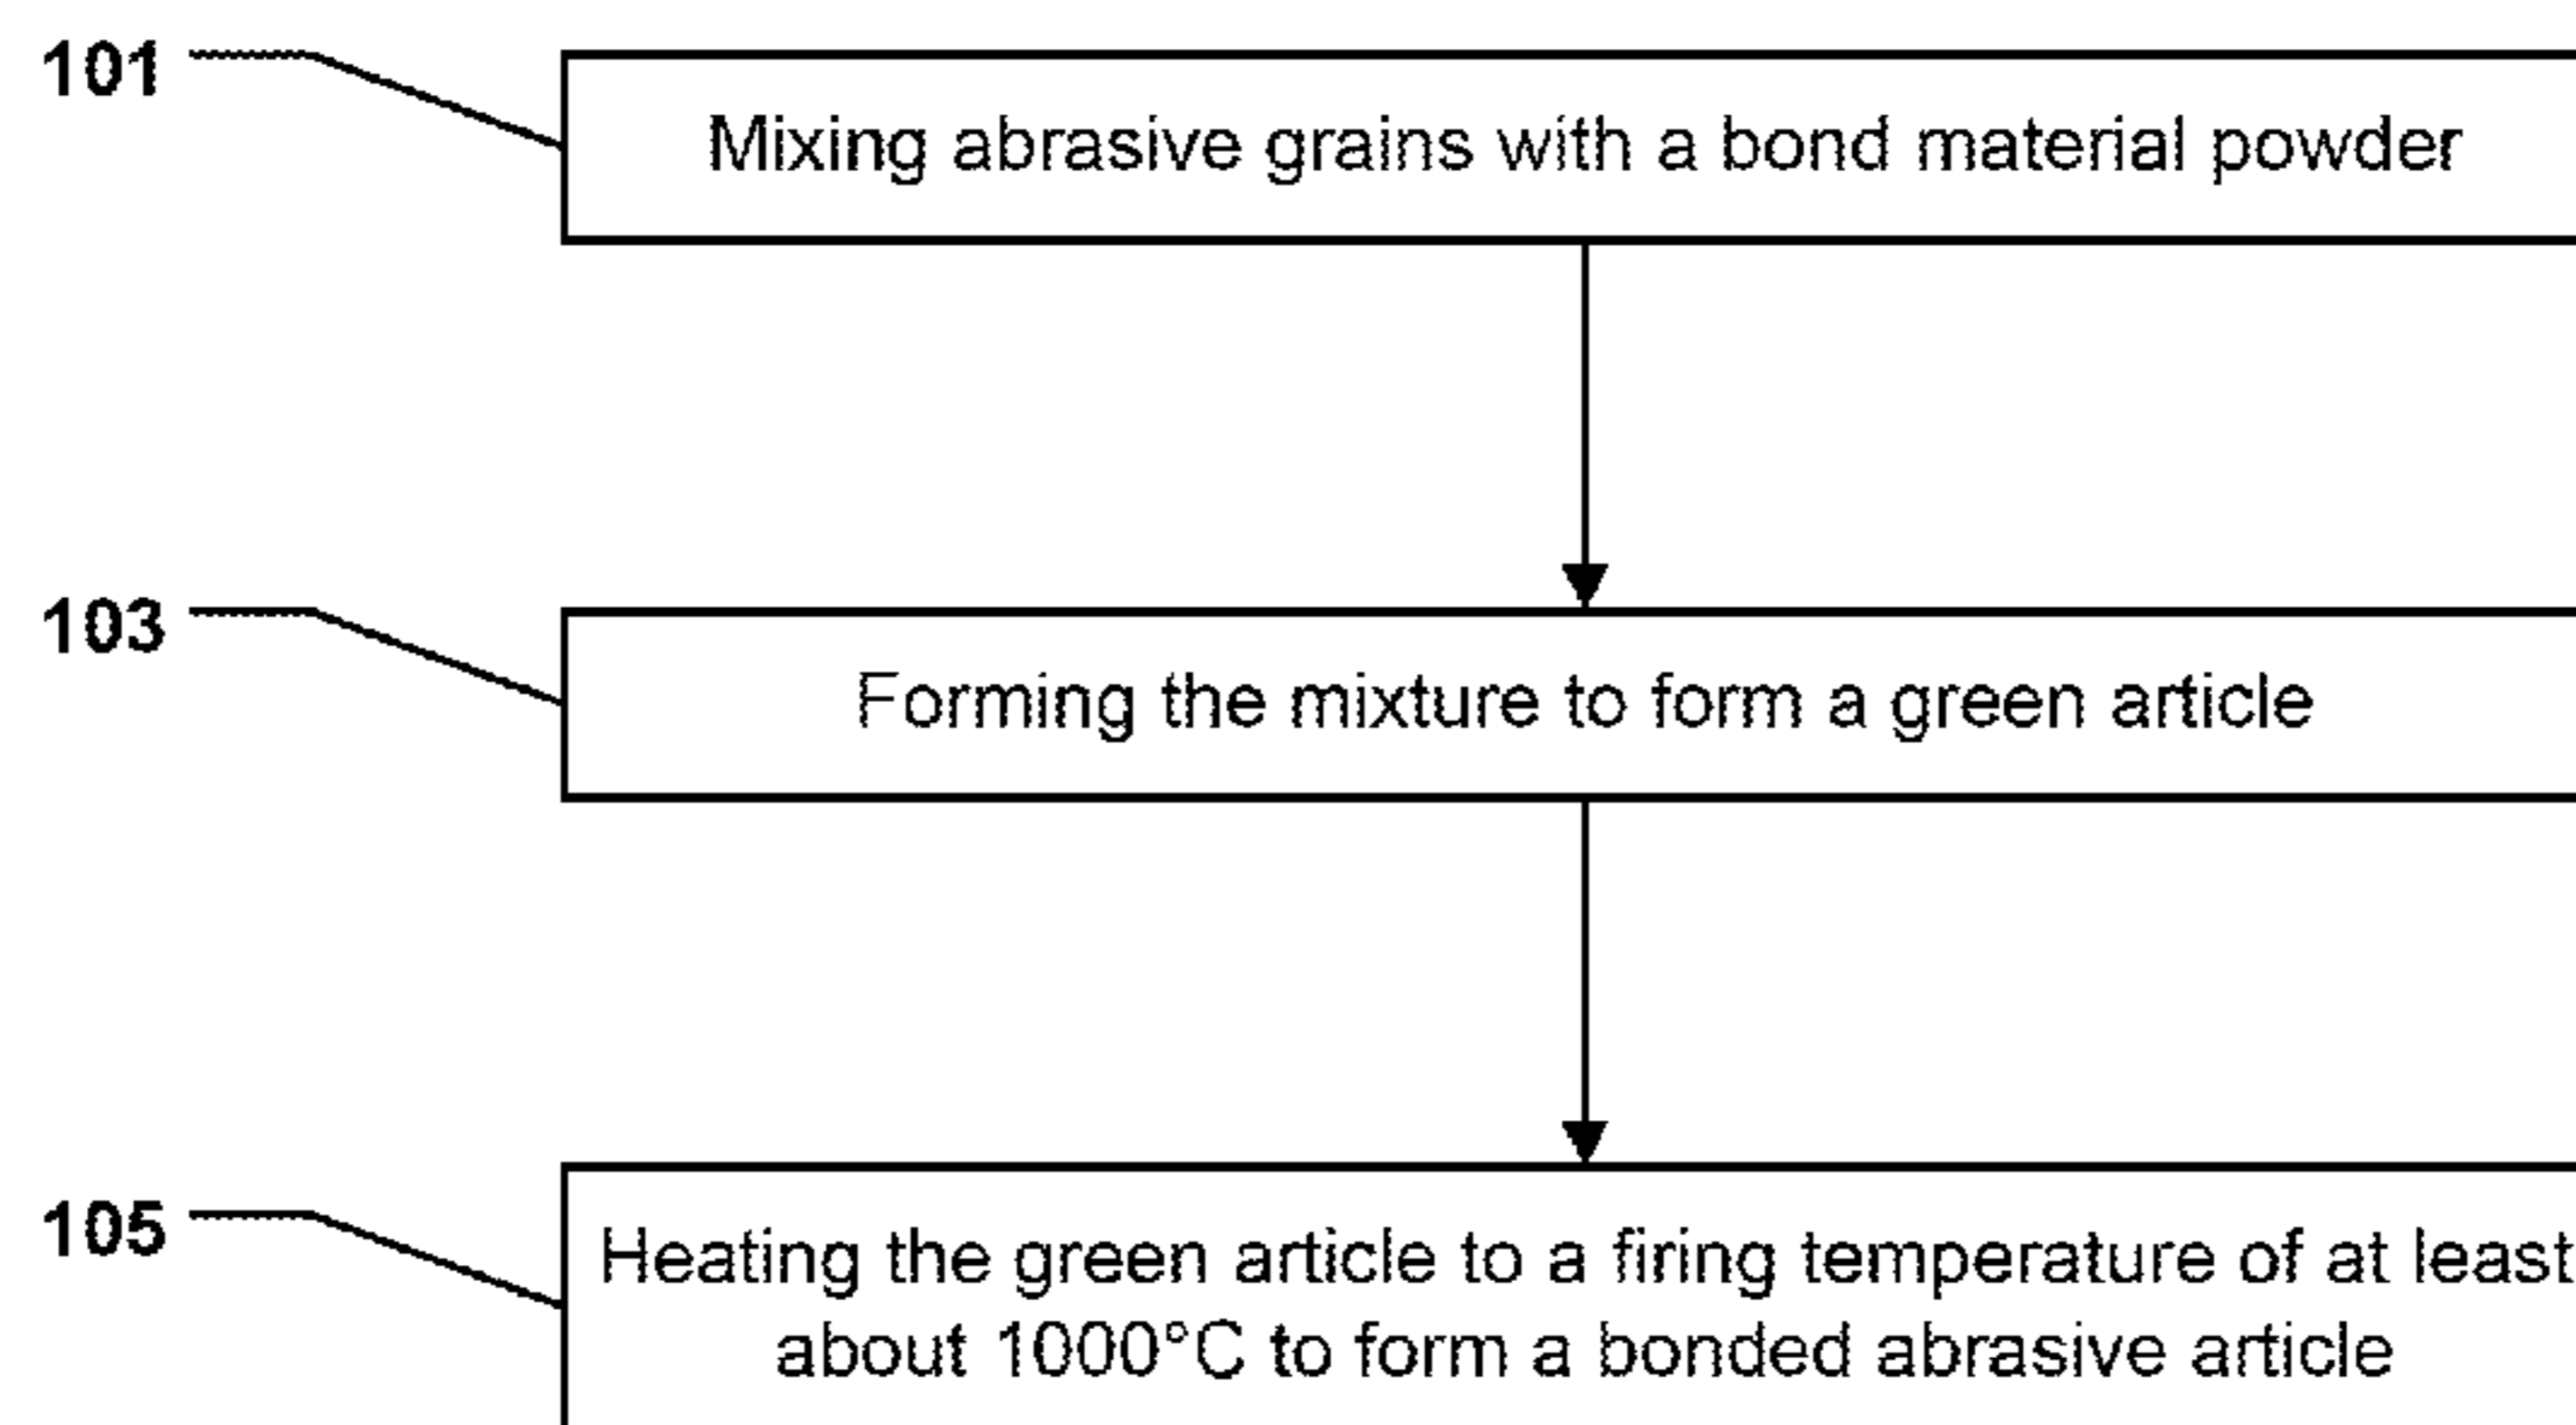 101
Mixing abrasive grains with a bond material powder
103
Forming the mixture to form a green article
105
Heating the green article to a firing temperature of at least
about 1000°C to form a bonded abrasive article